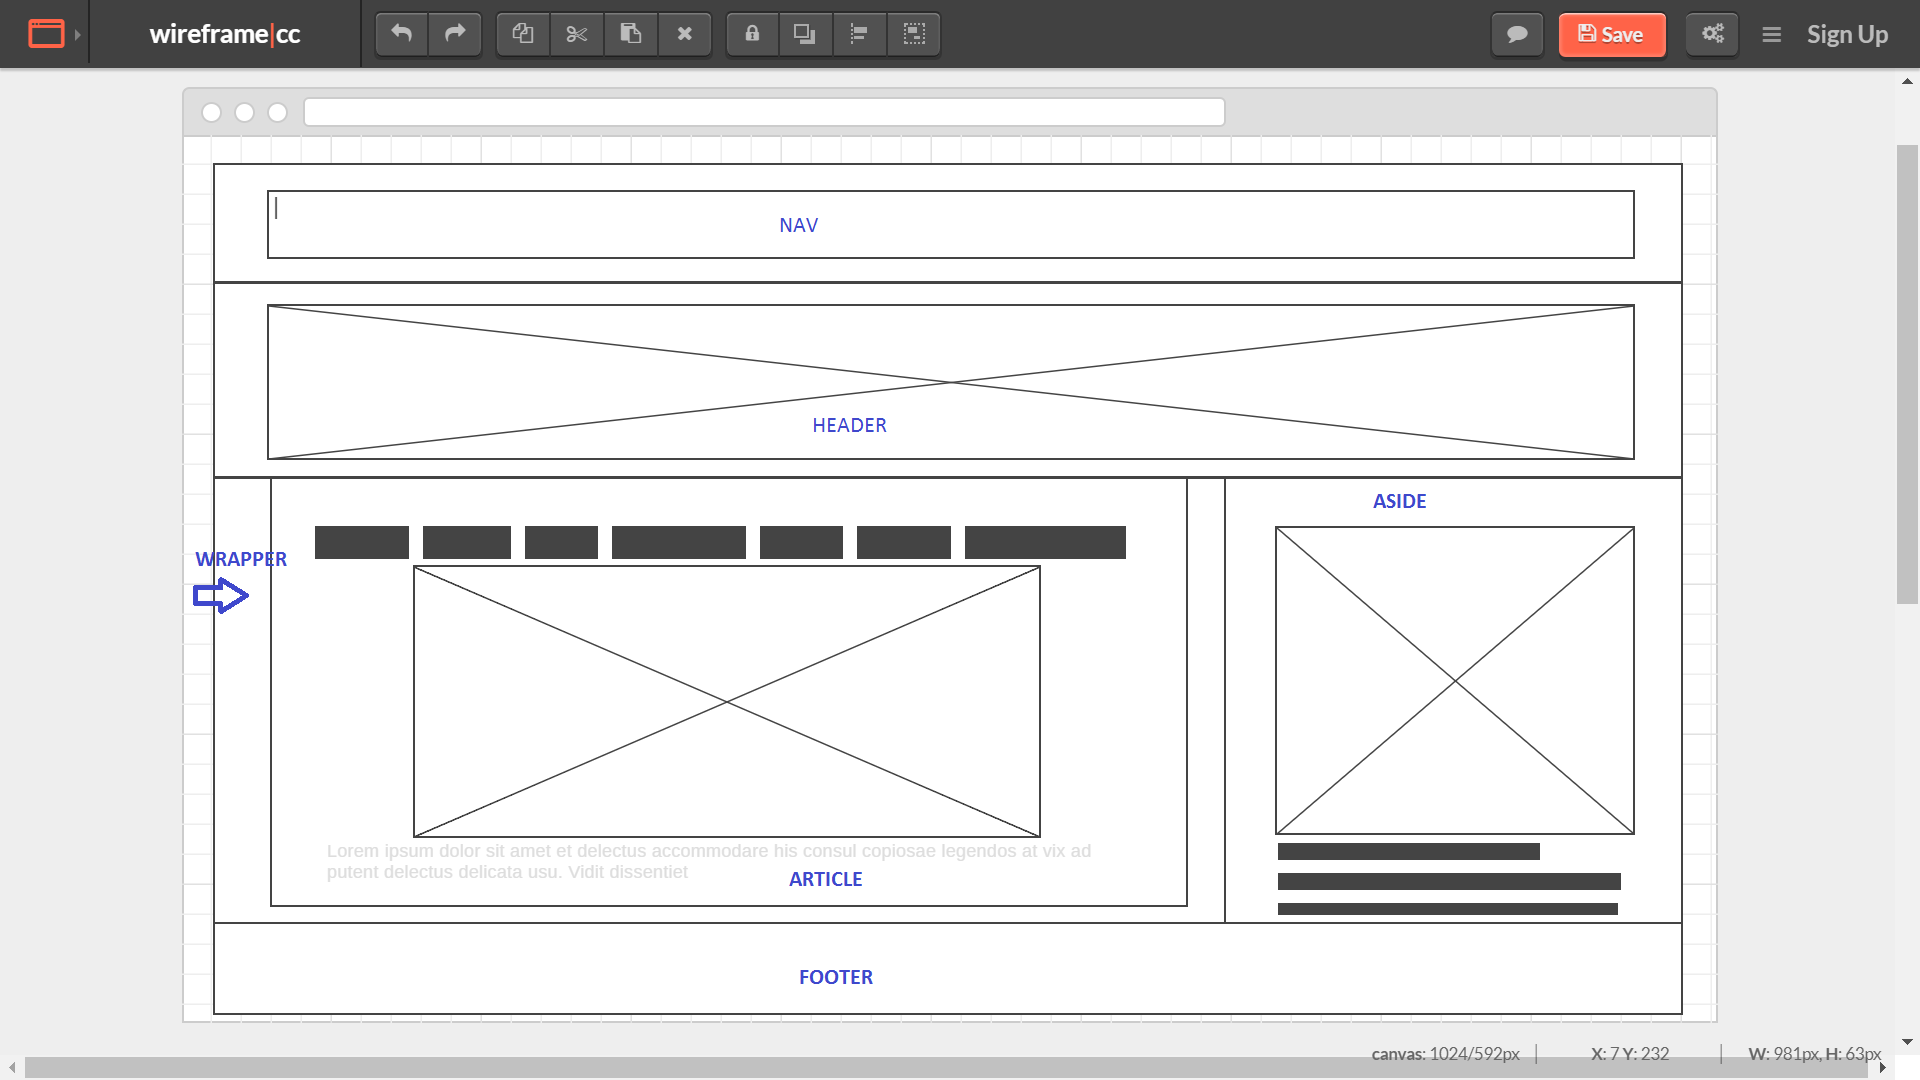 wireframe|cc
Save
Sign Up
NAV
HEADER
ASIDE
WRAPPER
Lorem ipsum dolor sit amet et delectus accommodare his consul copiosae legendos at vix ad
putent delectus delicata usu. Vidit dissentiet
ARTICLE
FOOTER
canvas: 1024/592px | X: 7 Y: 232 | W: 981px, H: 63px